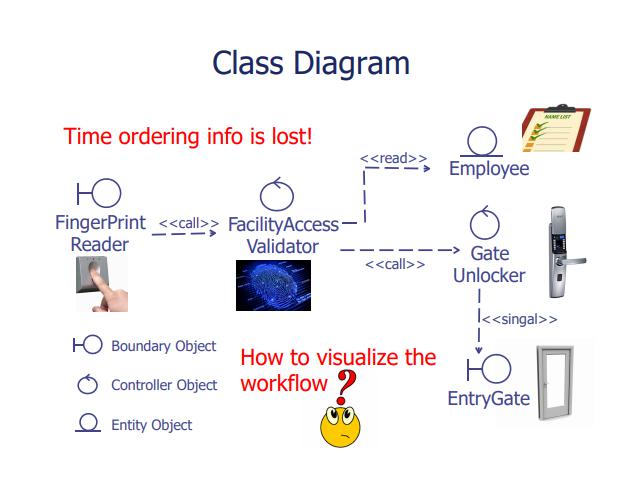 Class Diagram
Time ordering info is lost!
NAME LIST
<<read>>
Employee
FingerPrint
Reader
<<call>>
FacilityAccess
Validator
<<call>>
Gate
Unlocker
<<singal>>
EntryGate
Boundary Object
Controller Object
Entity Object
How to visualize the
workflow ?